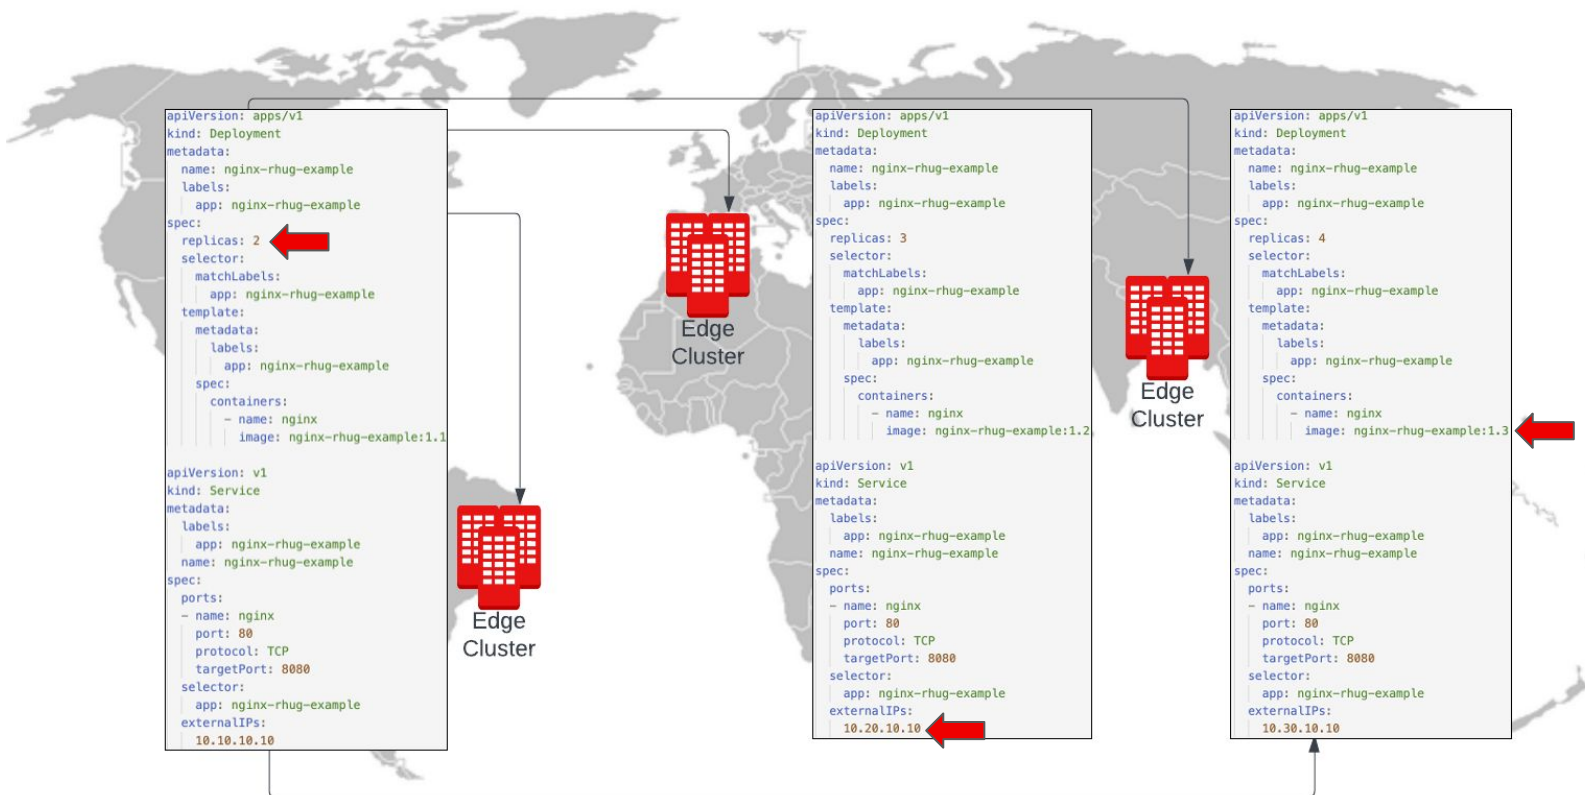 apiVersion: apps/v1
kind: Deployment
metadata:
  name: nginx-rhug-example
  labels:
    app: nginx-rhug-example
spec:
  replicas: 2
  selector:
    matchLabels:
      app: nginx-rhug-example
  template:
    metadata:
      labels:
        app: nginx-rhug-example
    spec:
      containers:
        - name: nginx
          image: nginx-rhug-example:1.1
apiVersion: v1
kind: Service
metadata:
  labels:
    app: nginx-rhug-example
  name: nginx-rhug-example
spec:
  ports:
  - name: nginx
    port: 80
    protocol: TCP
    targetPort: 8080
  selector:
    app: nginx-rhug-example
  externalIPs:
    10.10.10.10
Edge
Cluster
Edge
Cluster
apiVersion: apps/v1
kind: Deployment
metadata:
  name: nginx-rhug-example
  labels:
    app: nginx-rhug-example
spec:
  replicas: 3
  selector:
    matchLabels:
      app: nginx-rhug-example
  template:
    metadata:
      labels:
        app: nginx-rhug-example
    spec:
      containers:
        - name: nginx
          image: nginx-rhug-example:1.2
apiVersion: v1
kind: Service
metadata:
  labels:
    app: nginx-rhug-example
  name: nginx-rhug-example
spec:
  ports:
  - name: nginx
    port: 80
    protocol: TCP
    targetPort: 8080
  selector:
    app: nginx-rhug-example
  externalIPs:
    10.20.10.10
Edge
Cluster
apiVersion: apps/v1
kind: Deployment
metadata:
  name: nginx-rhug-example
  labels:
    app: nginx-rhug-example
spec:
  replicas: 4
  selector:
    matchLabels:
      app: nginx-rhug-example
  template:
    metadata:
      labels:
        app: nginx-rhug-example
    spec:
      containers:
        - name: nginx
          image: nginx-rhug-example:1.3
apiVersion: v1
kind: Service
metadata:
  labels:
    app: nginx-rhug-example
  name: nginx-rhug-example
spec:
  ports:
  - name: nginx
    port: 80
    protocol: TCP
    targetPort: 8080
  selector:
    app: nginx-rhug-example
  externalIPs:
    10.30.10.10